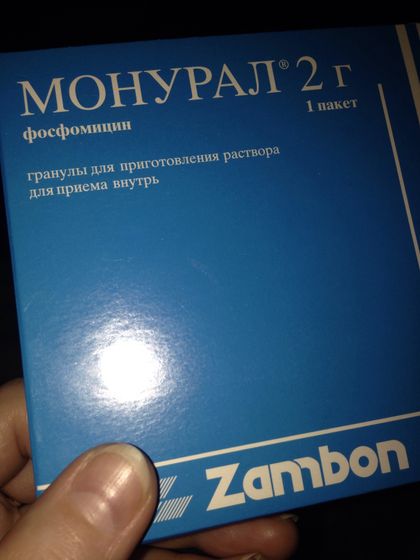 МОНУРАЛ® 2 г
фосфомицин
1 пакет
гранулы для приготовления раствора
для приема внутрь
Zambon